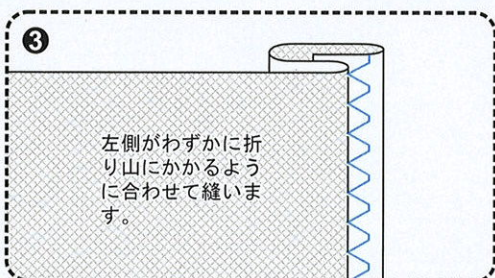 3
左側がわずかに折
り山にかかるよう
に合わせて縫いま
す。